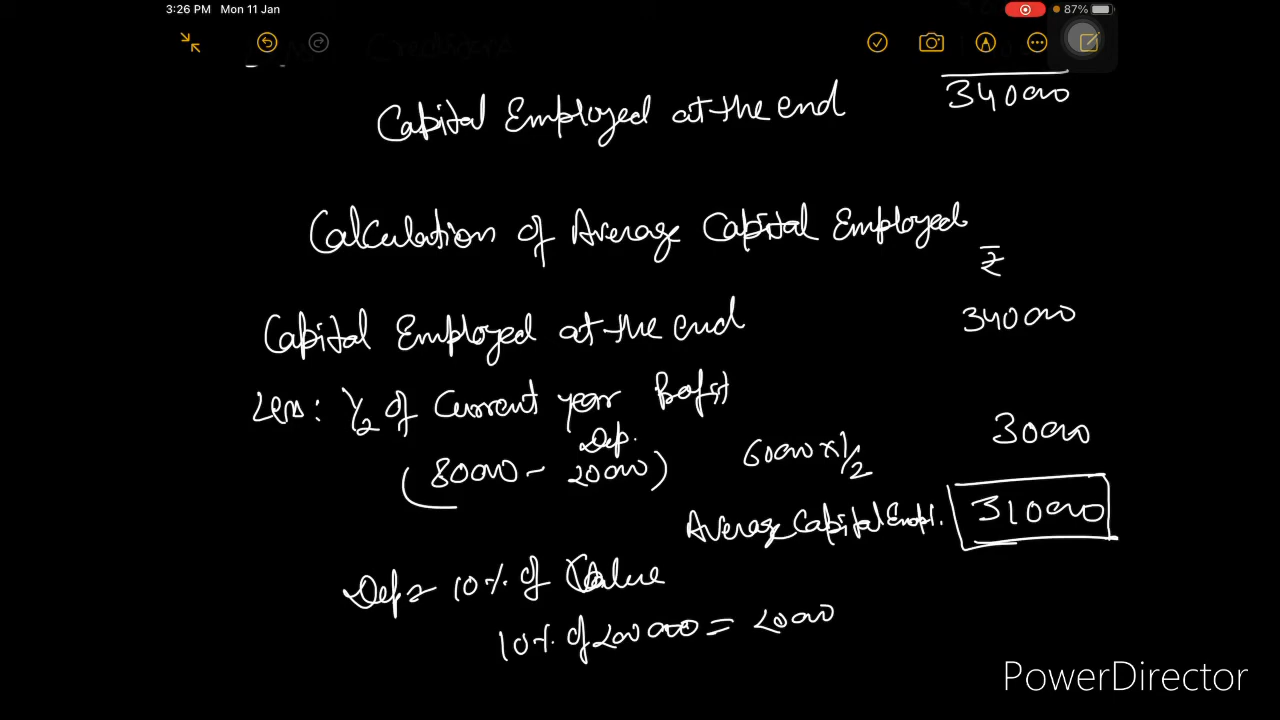 3:26 PM Mon 11 Jan
87%
Creditors
Capital Employed at the end 340000
Calculation of Average Capital Employed
₹
Capital Employed at the end 340000
Less: 1/2 of Current year Profit
Dep.
(80000 - 20000) 60000 x 1/2 30000
Average Capital Empl. 310000
Dep = 10% of Value
10% of 200000 = 20000
PowerDirector